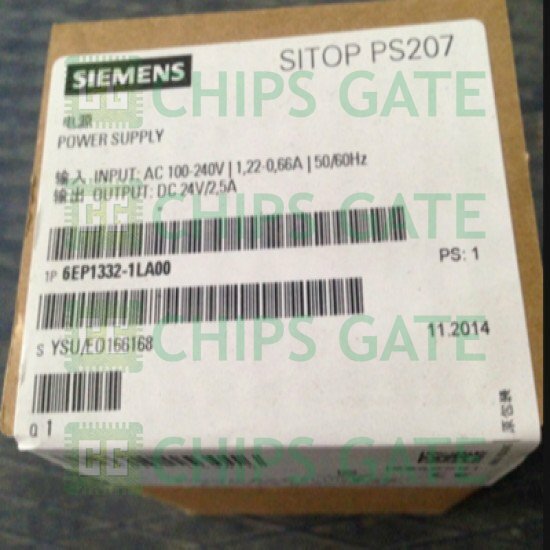 SIEMENS
SITOP PS207
电源
POWER SUPPLY
输入 INPUT: AC 100-240V | 1,22-0,66A | 50/60Hz
输出 OUTPUT: DC 24V/2,5A
1P 6EP1332-1LA00
PS: 1
S YSU/E0166168
11.2014
Q 1
CHIPS GATE
CHIPS GATE
CHIPS GATE